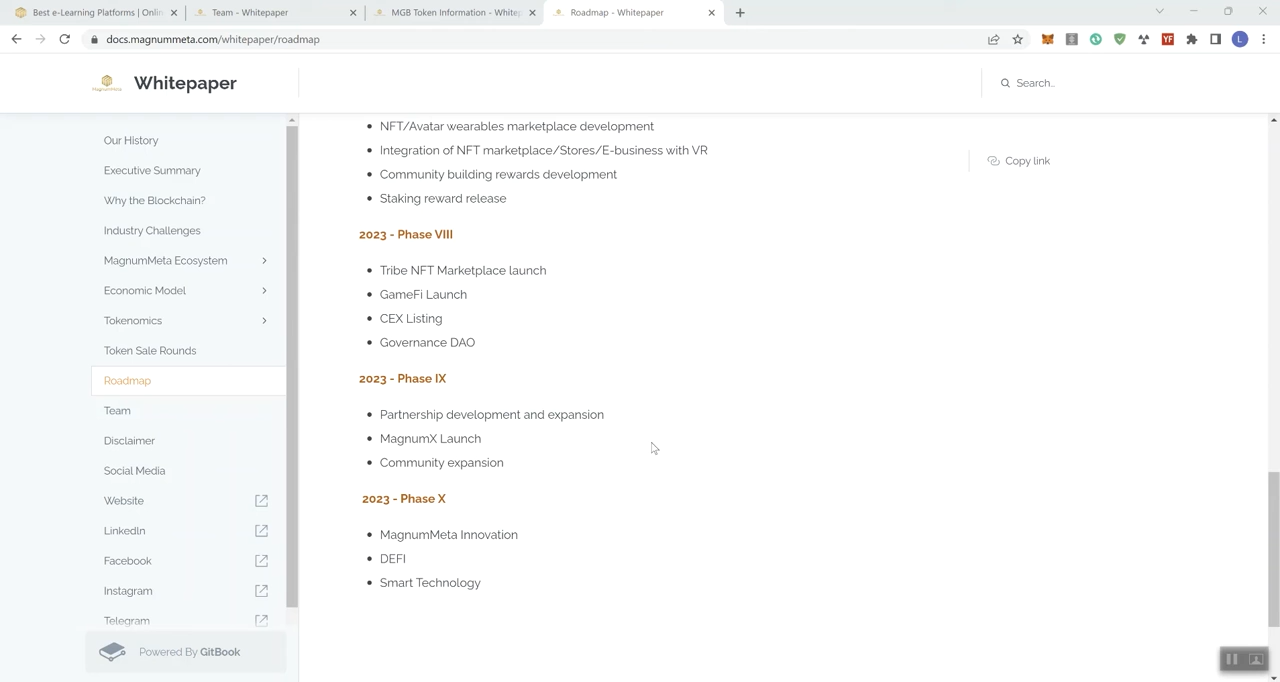 Best e-Learning Platforms | Onlin
Team - Whitepaper
MGB Token Information - Whitep
Roadmap - Whitepaper
docs.magnummeta.com/whitepaper/roadmap
YF
L
MagnumMeta
Whitepaper
Search...
Our History
Executive Summary
Why the Blockchain?
Industry Challenges
MagnumMeta Ecosystem
Economic Model
Tokenomics
Token Sale Rounds
Roadmap
Team
Disclaimer
Social Media
Website
LinkedIn
Facebook
Instagram
Telegram
Powered By GitBook
NFT/Avatar wearables marketplace development
Integration of NFT marketplace/Stores/E-business with VR
Community building rewards development
Staking reward release
2023 - Phase VIII
Tribe NFT Marketplace launch
GameFi Launch
CEX Listing
Governance DAO
2023 - Phase IX
Partnership development and expansion
MagnumX Launch
Community expansion
2023 - Phase X
MagnumMeta Innovation
DEFI
Smart Technology
Copy link